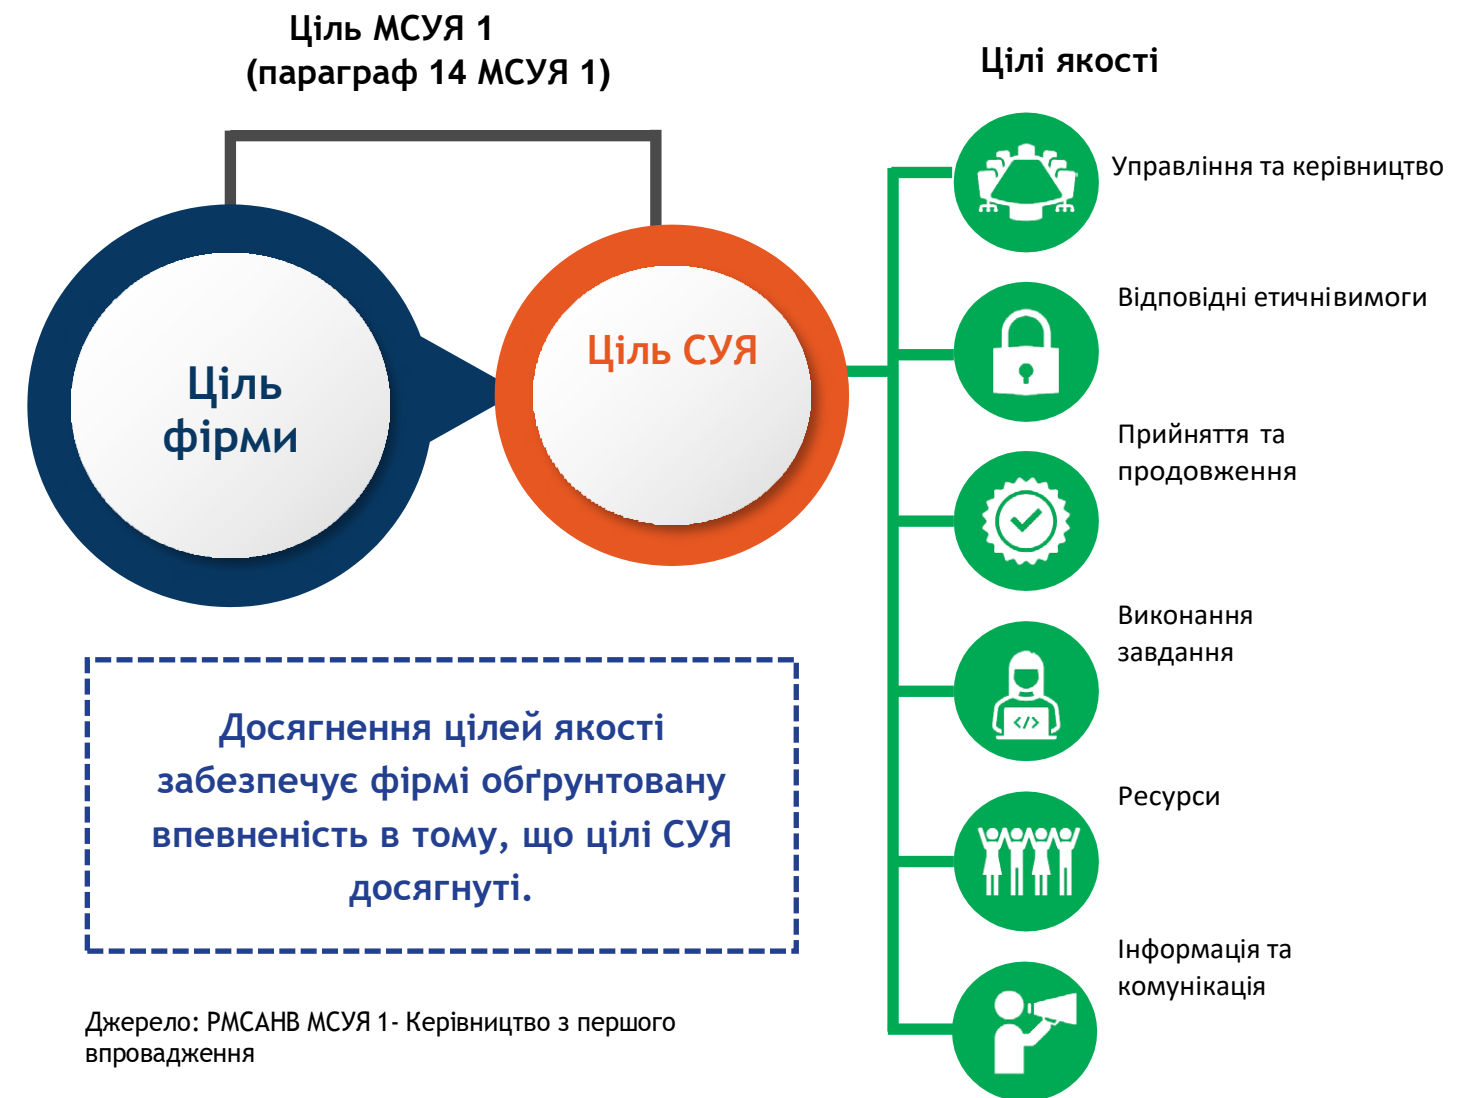 Ціль МСУЯ 1
(параграф 14 МСУЯ 1)
Цілі якості
Ціль
фірми
Ціль СУЯ
Управління та керівництво
Відповідні етичнівимоги
Прийняття та
продовження
Виконання
завдання
</>
Ресурси
Інформація та
комунікація
Досягнення цілей якості
забезпечує фірмі обґрунтовану
впевненість в тому, що цілі СУЯ
досягнуті.
Джерело: РМСАНВ МСУЯ 1- Керівництво з першого
впровадження